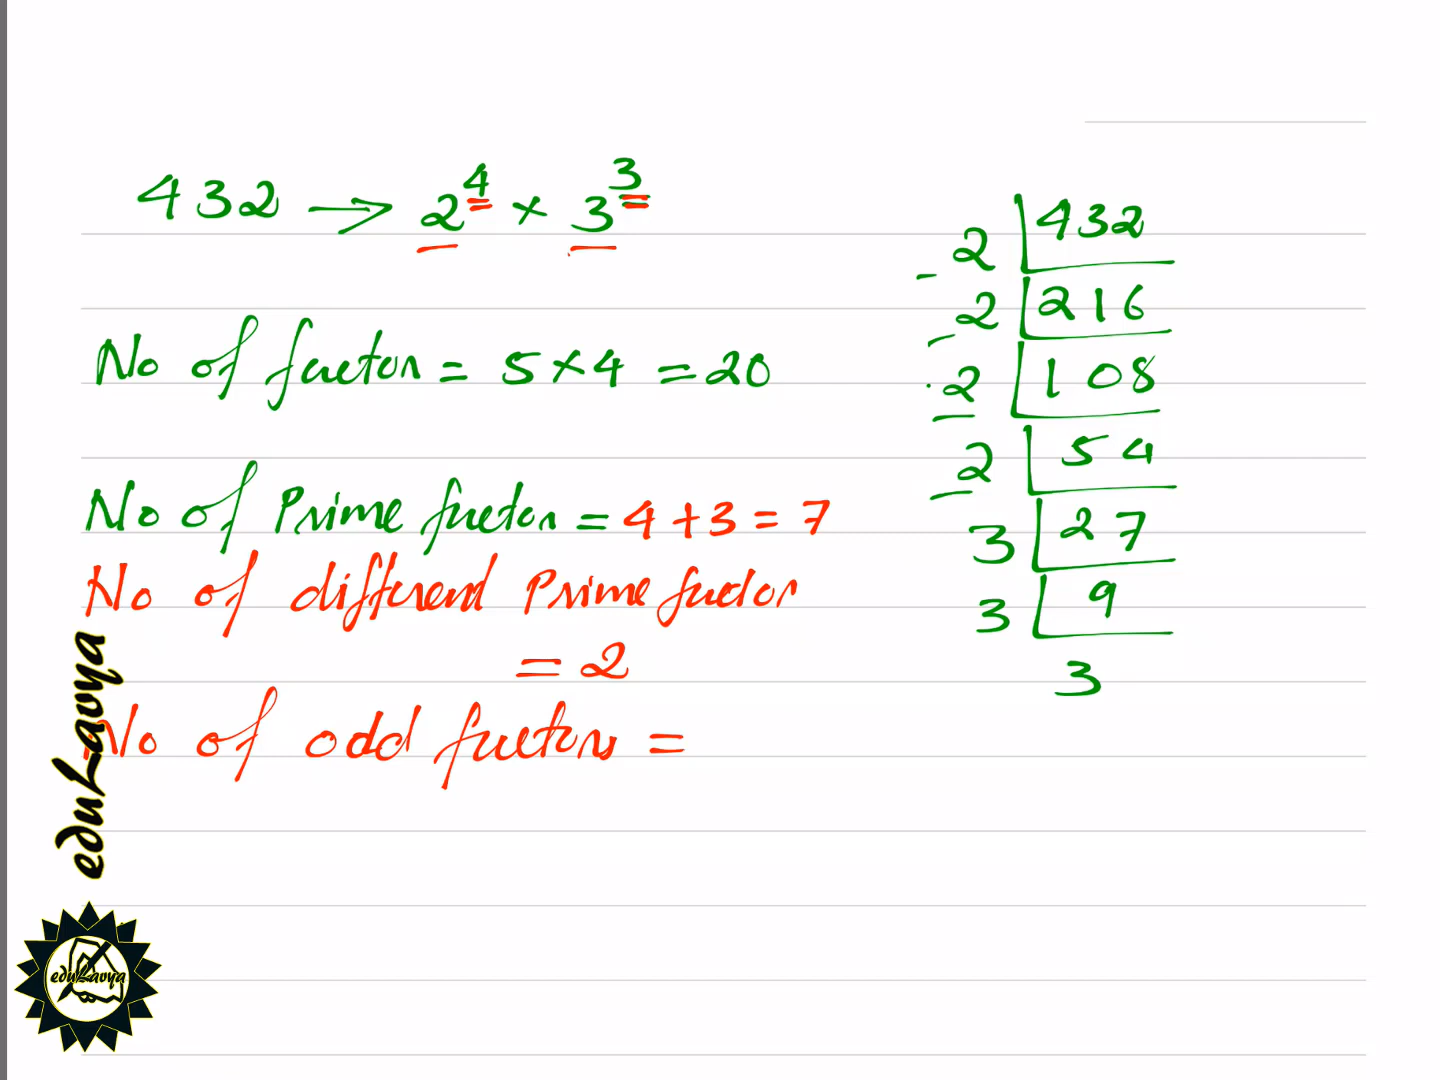 432 → 2⁴ × 3³
No of factor = 5 × 4 = 20
No of Prime factor = 4 + 3 = 7
No of different Prime factor
= 2
No of odd factors =
2 | 432
2 | 216
2 | 108
2 | 54
3 | 27
3 | 9
3
eduLavya
eduLavya